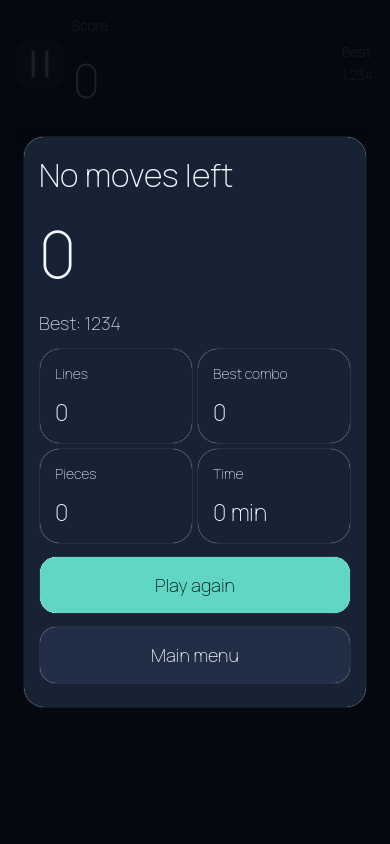 Score
0
Best
1234
No moves left
0
Best: 1234
Lines
0
Best combo
0
Pieces
0
Time
0 min
Play again
Main menu